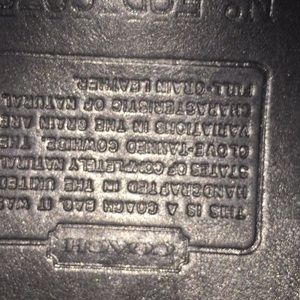 COACH
THIS IS A COACH BAG. IT WAS
HANDCRAFTED IN THE UNITED
STATES OF COMPLETELY NATURAL
GLOVE-TANNED COWHIDE. THE
VARIATIONS IN THE GRAIN ARE
CHARACTERISTIC OF NATURAL
FULL-GRAIN LEATHER.
Nº